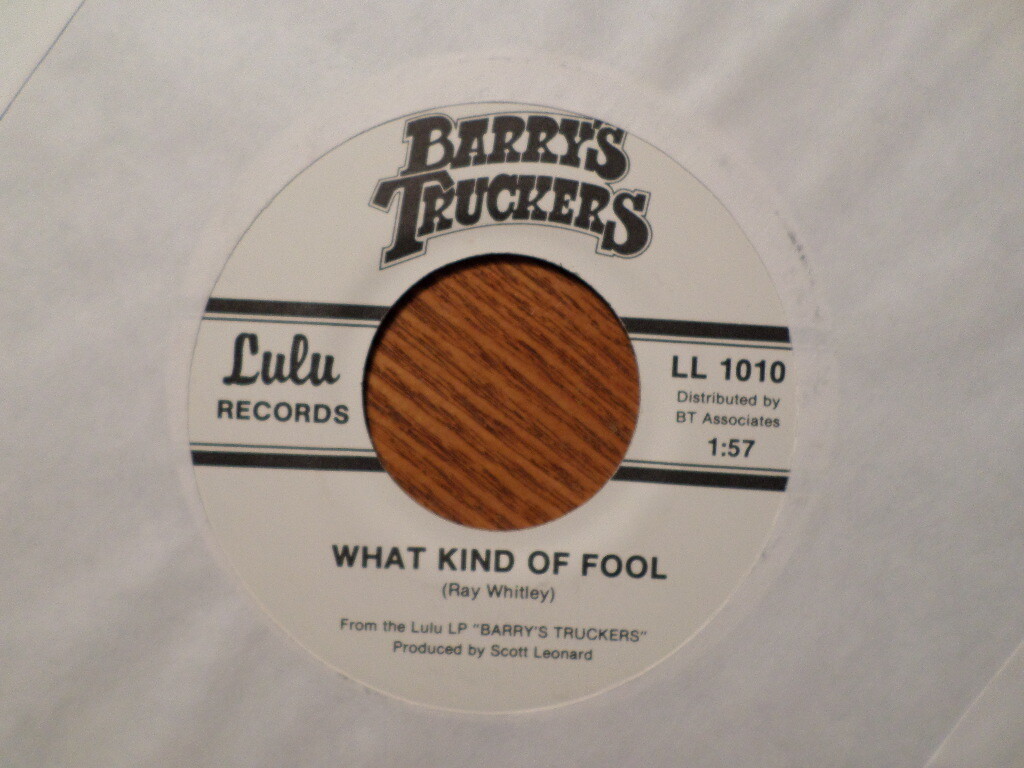 BARRY'S
TRUCKERS
Lulu
RECORDS
LL 1010
Distributed by
BT Associates
1:57
WHAT KIND OF FOOL
(Ray Whitley)
From the Lulu LP "BARRY'S TRUCKERS"
Produced by Scott Leonard